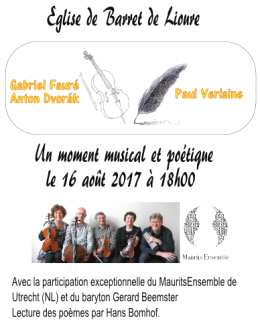 Eglise de Barret de Lioure
Gabriel Fauré
Anton Dvorák
Paul Verlaine
Un moment musical et poétique
le 16 août 2017 à 18h00
Maurits Ensemble
Avec la participation exceptionnelle du MauritsEnsemble de
Utrecht (NL) et du baryton Gerard Beemster
Lecture des poèmes par Hans Bomhof.